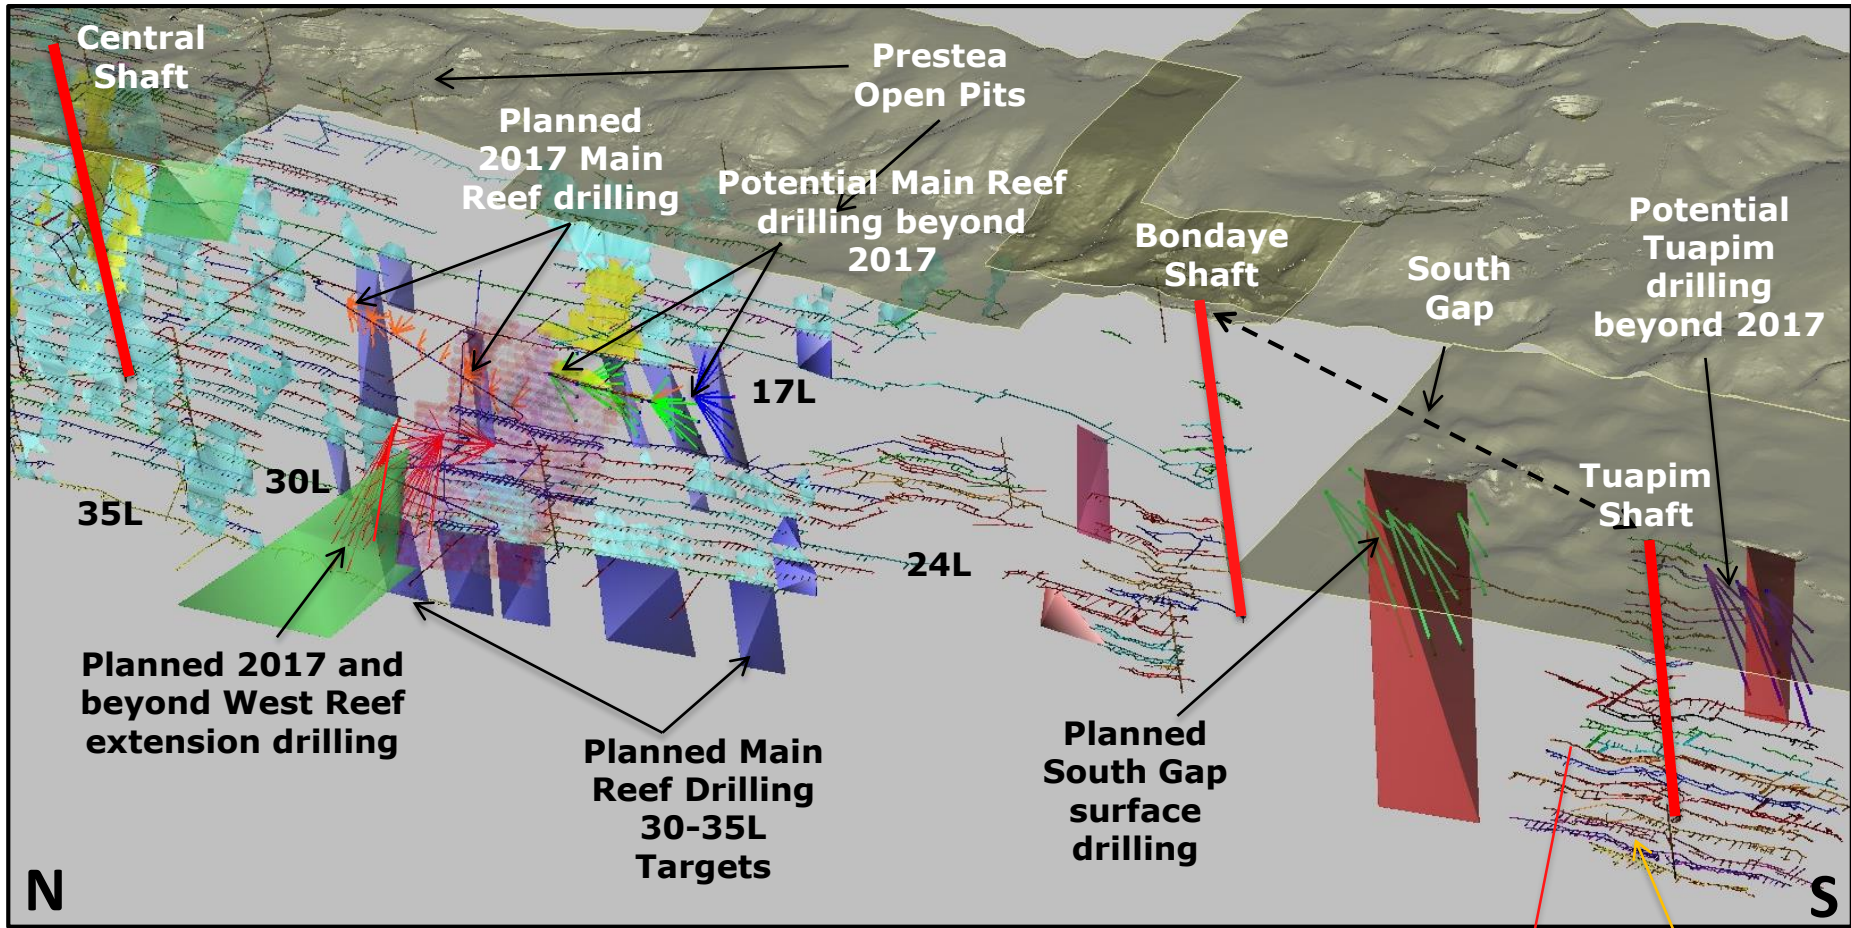 Central
Shaft
Prestea
Open Pits
Planned
2017 Main
Reef drilling
Potential Main Reef
drilling beyond
2017
Bondaye
Shaft
South
Gap
Potential
Tuapim
drilling
beyond 2017
17L
30L
35L
24L
Tuapim
Shaft
Planned 2017 and
beyond West Reef
extension drilling
Planned Main
Reef Drilling
30-35L
Targets
Planned
South Gap
surface
drilling
N
S